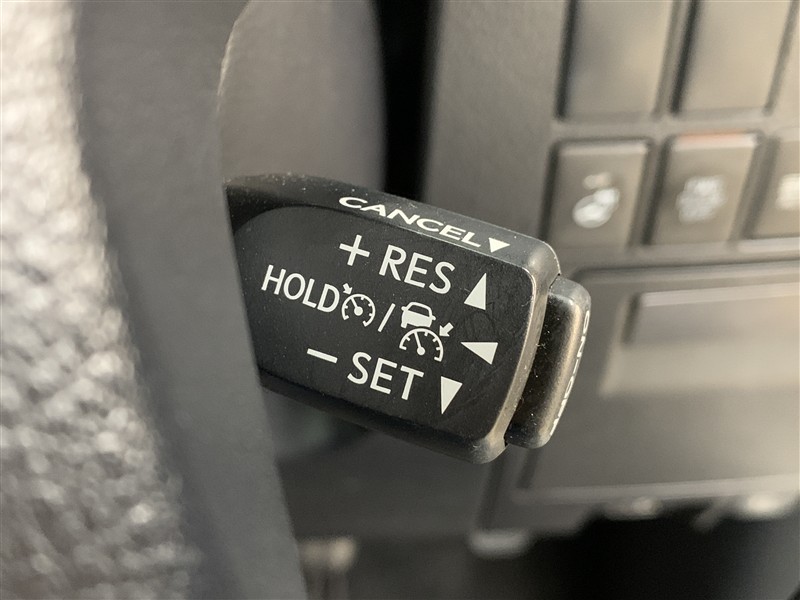 CANCEL▼
+ RES ▲
HOLD / ◀
− SET ▼